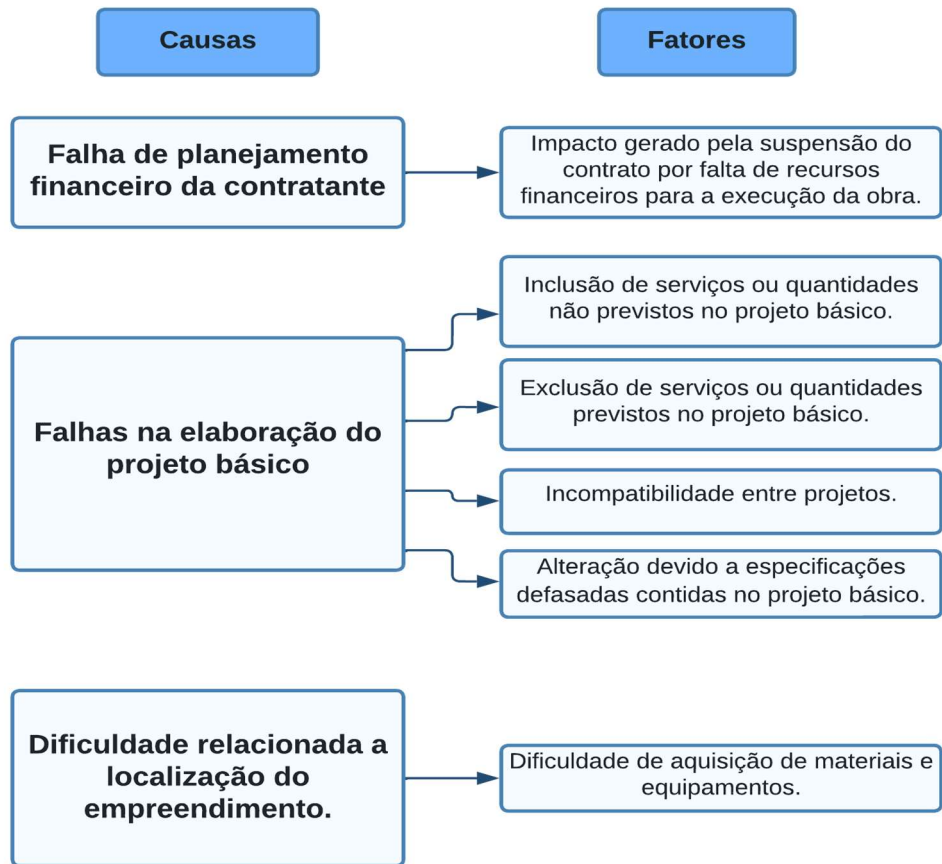 Causas
Fatores
Falha de planejamento
financeiro da contratante
Impacto gerado pela suspensão do
contrato por falta de recursos
financeiros para a execução da obra.
Falhas na elaboração do
projeto básico
Inclusão de serviços ou quantidades
não previstos no projeto básico.
Exclusão de serviços ou quantidades
previstos no projeto básico.
Incompatibilidade entre projetos.
Alteração devido a especificações
defasadas contidas no projeto básico.
Dificuldade relacionada a
localização do
empreendimento.
Dificuldade de aquisição de materiais e
equipamentos.